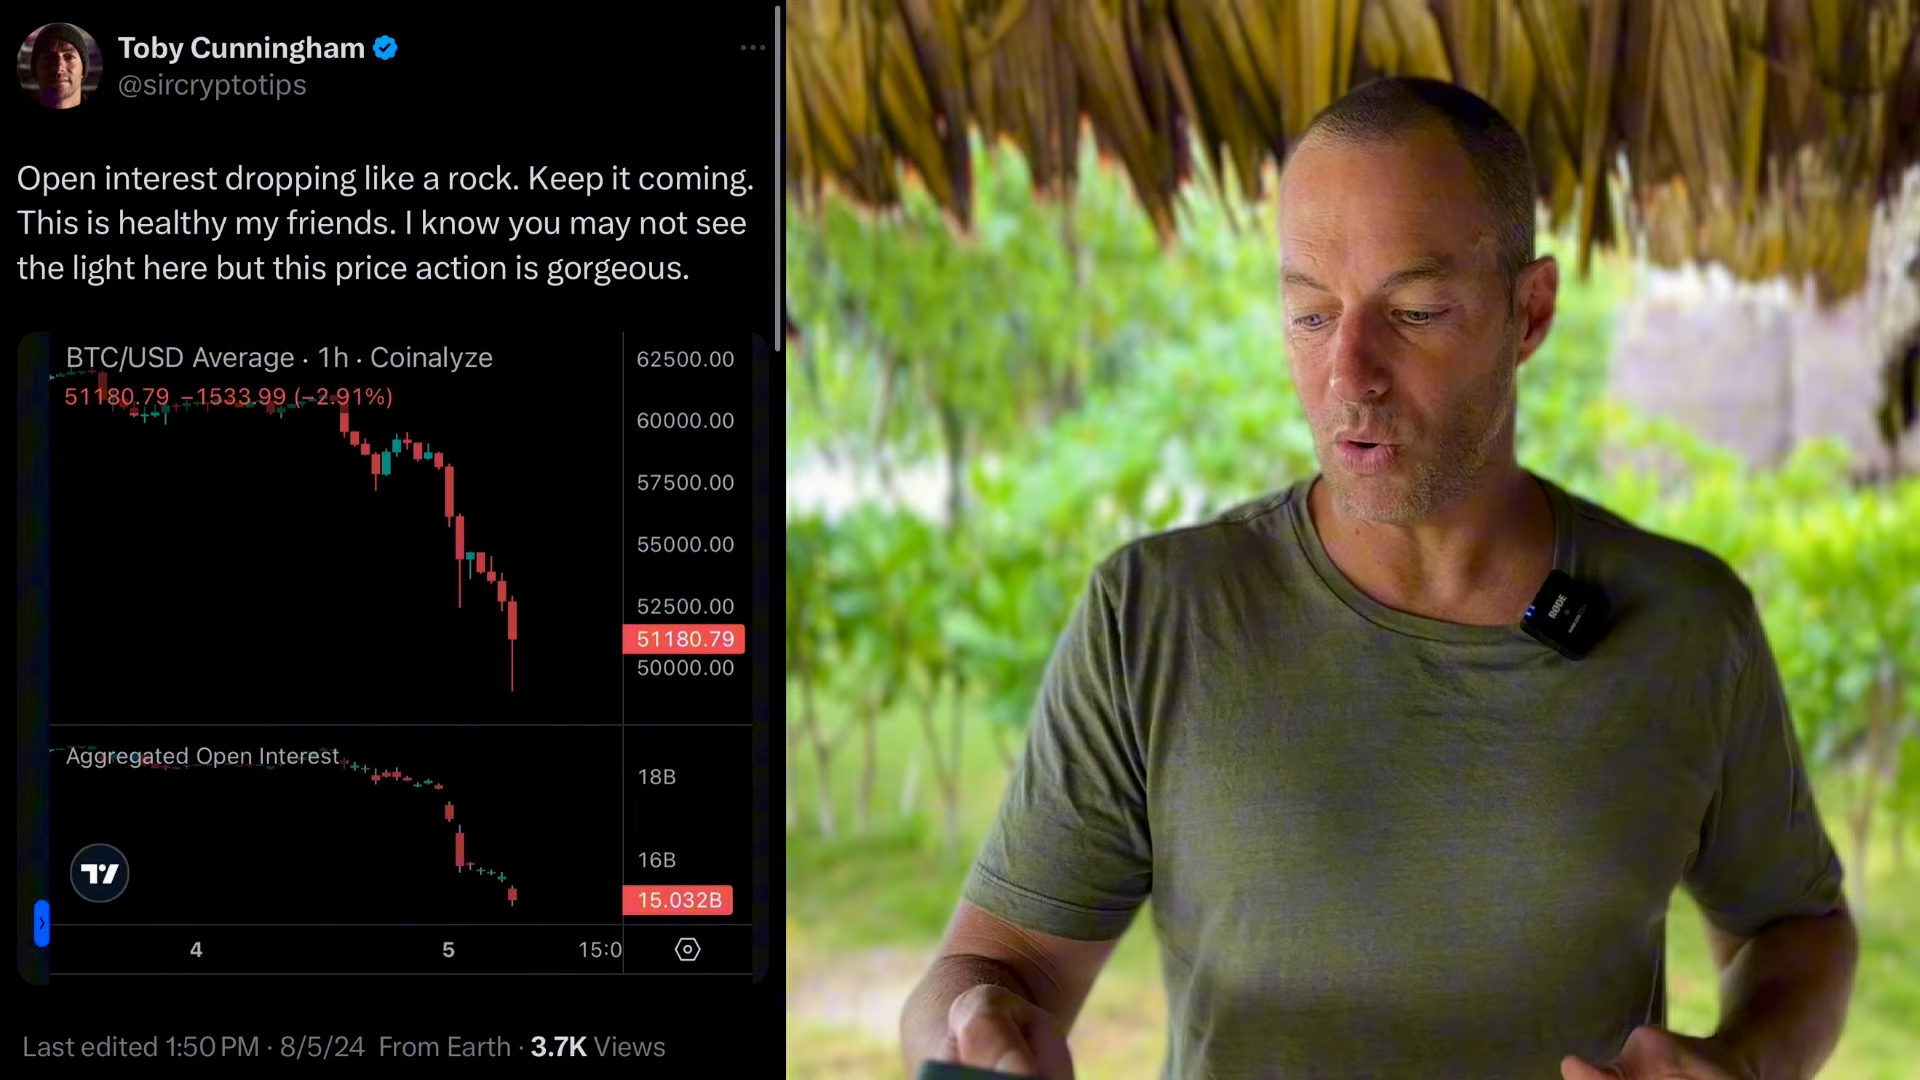 Toby Cunningham
@sircryptotips
Open interest dropping like a rock. Keep it coming.
This is healthy my friends. I know you may not see
the light here but this price action is gorgeous.
BTC/USD Average · 1h · Coinalyze
51180.79 −1533.99 (−2.91%)
62500.00
60000.00
57500.00
55000.00
52500.00
51180.79
50000.00
Aggregated Open Interest
18B
16B
15.032B
4 5 15:0
Last edited 1:50 PM · 8/5/24 From Earth · 3.7K Views
RØDE